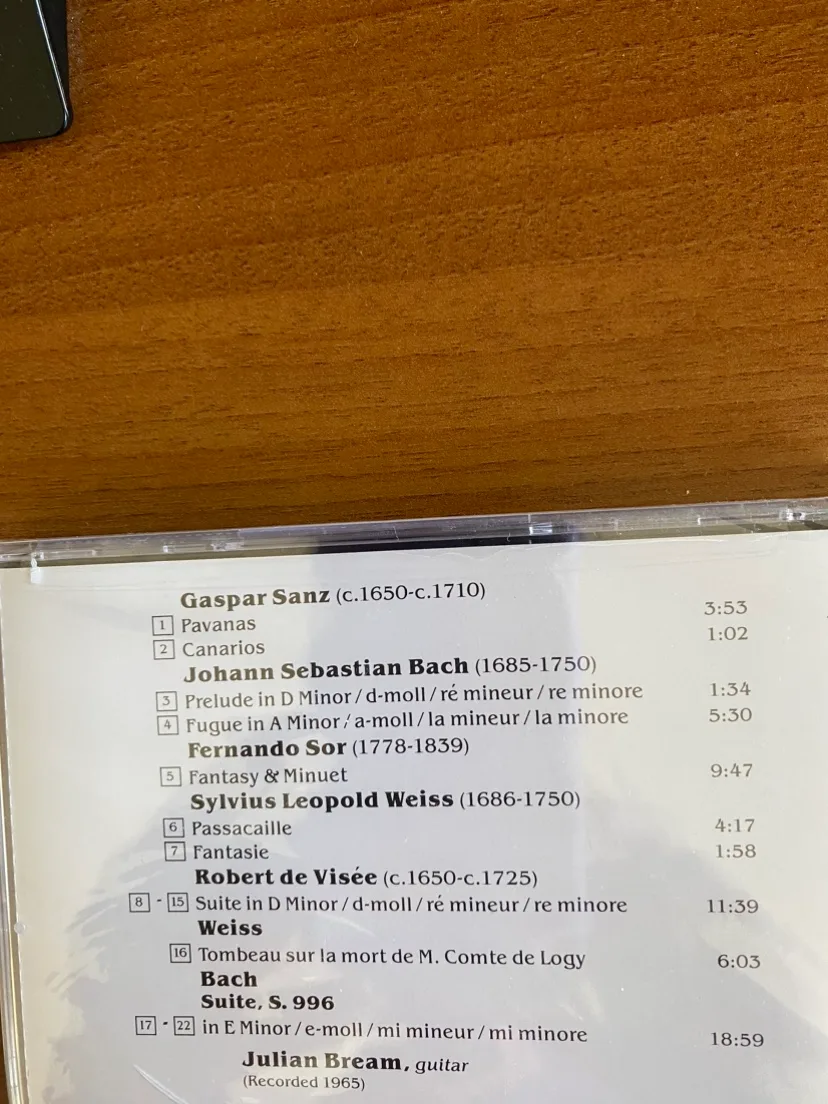 Gaspar Sanz (c.1650-c.1710)
1 Pavanas 3:53
2 Canarios 1:02
Johann Sebastian Bach (1685-1750)
3 Prelude in D Minor / d-moll / ré mineur / re minore 1:34
4 Fugue in A Minor / a-moll / la mineur / la minore 5:30
Fernando Sor (1778-1839)
5 Fantasy & Minuet 9:47
Sylvius Leopold Weiss (1686-1750)
6 Passacaille 4:17
7 Fantasie 1:58
Robert de Visée (c.1650-c.1725)
8 - 15 Suite in D Minor / d-moll / ré mineur / re minore 11:39
Weiss
16 Tombeau sur la mort de M. Comte de Logy 6:03
Bach
Suite, S. 996
17 - 22 in E Minor / e-moll / mi mineur / mi minore 18:59
Julian Bream, guitar
(Recorded 1965)